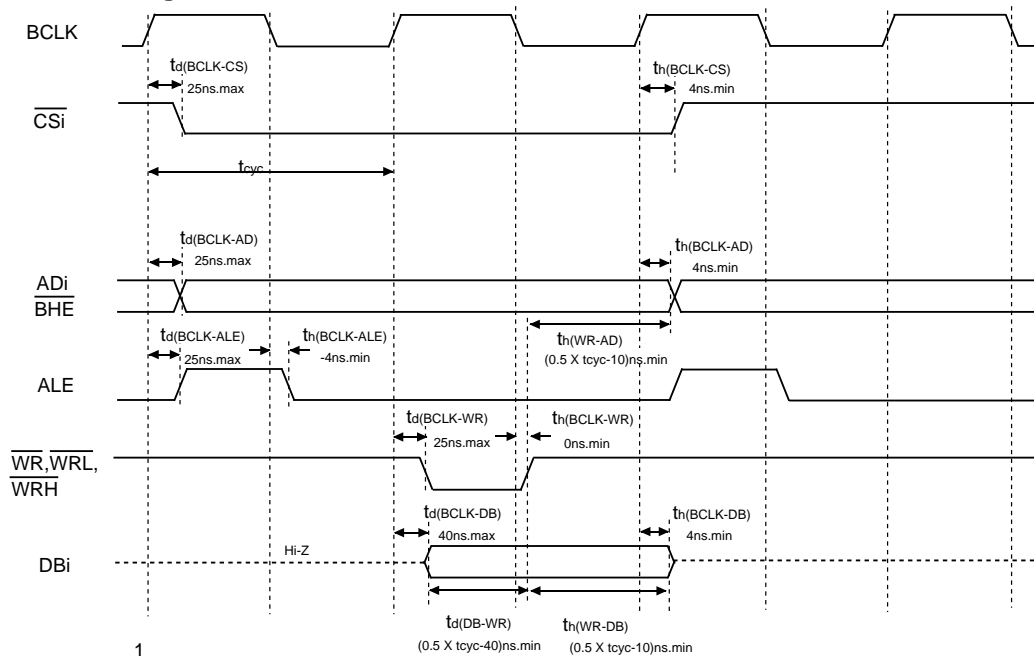 BCLK
td(BCLK-CS)
25ns.max
th(BCLK-CS)
4ns.min
CSi
tcyc
td(BCLK-AD)
25ns.max
th(BCLK-AD)
4ns.min
ADi
BHE
td(BCLK-ALE)
25ns.max
th(BCLK-ALE)
-4ns.min
th(WR-AD)
(0.5 X tcyc-10)ns.min
ALE
td(BCLK-WR)
25ns.max
th(BCLK-WR)
0ns.min
WR,WRL,
WRH
td(BCLK-DB)
40ns.max
th(BCLK-DB)
4ns.min
Hi-Z
DBi
td(DB-WR)
(0.5 X tcyc-40)ns.min
th(WR-DB)
(0.5 X tcyc-10)ns.min
1